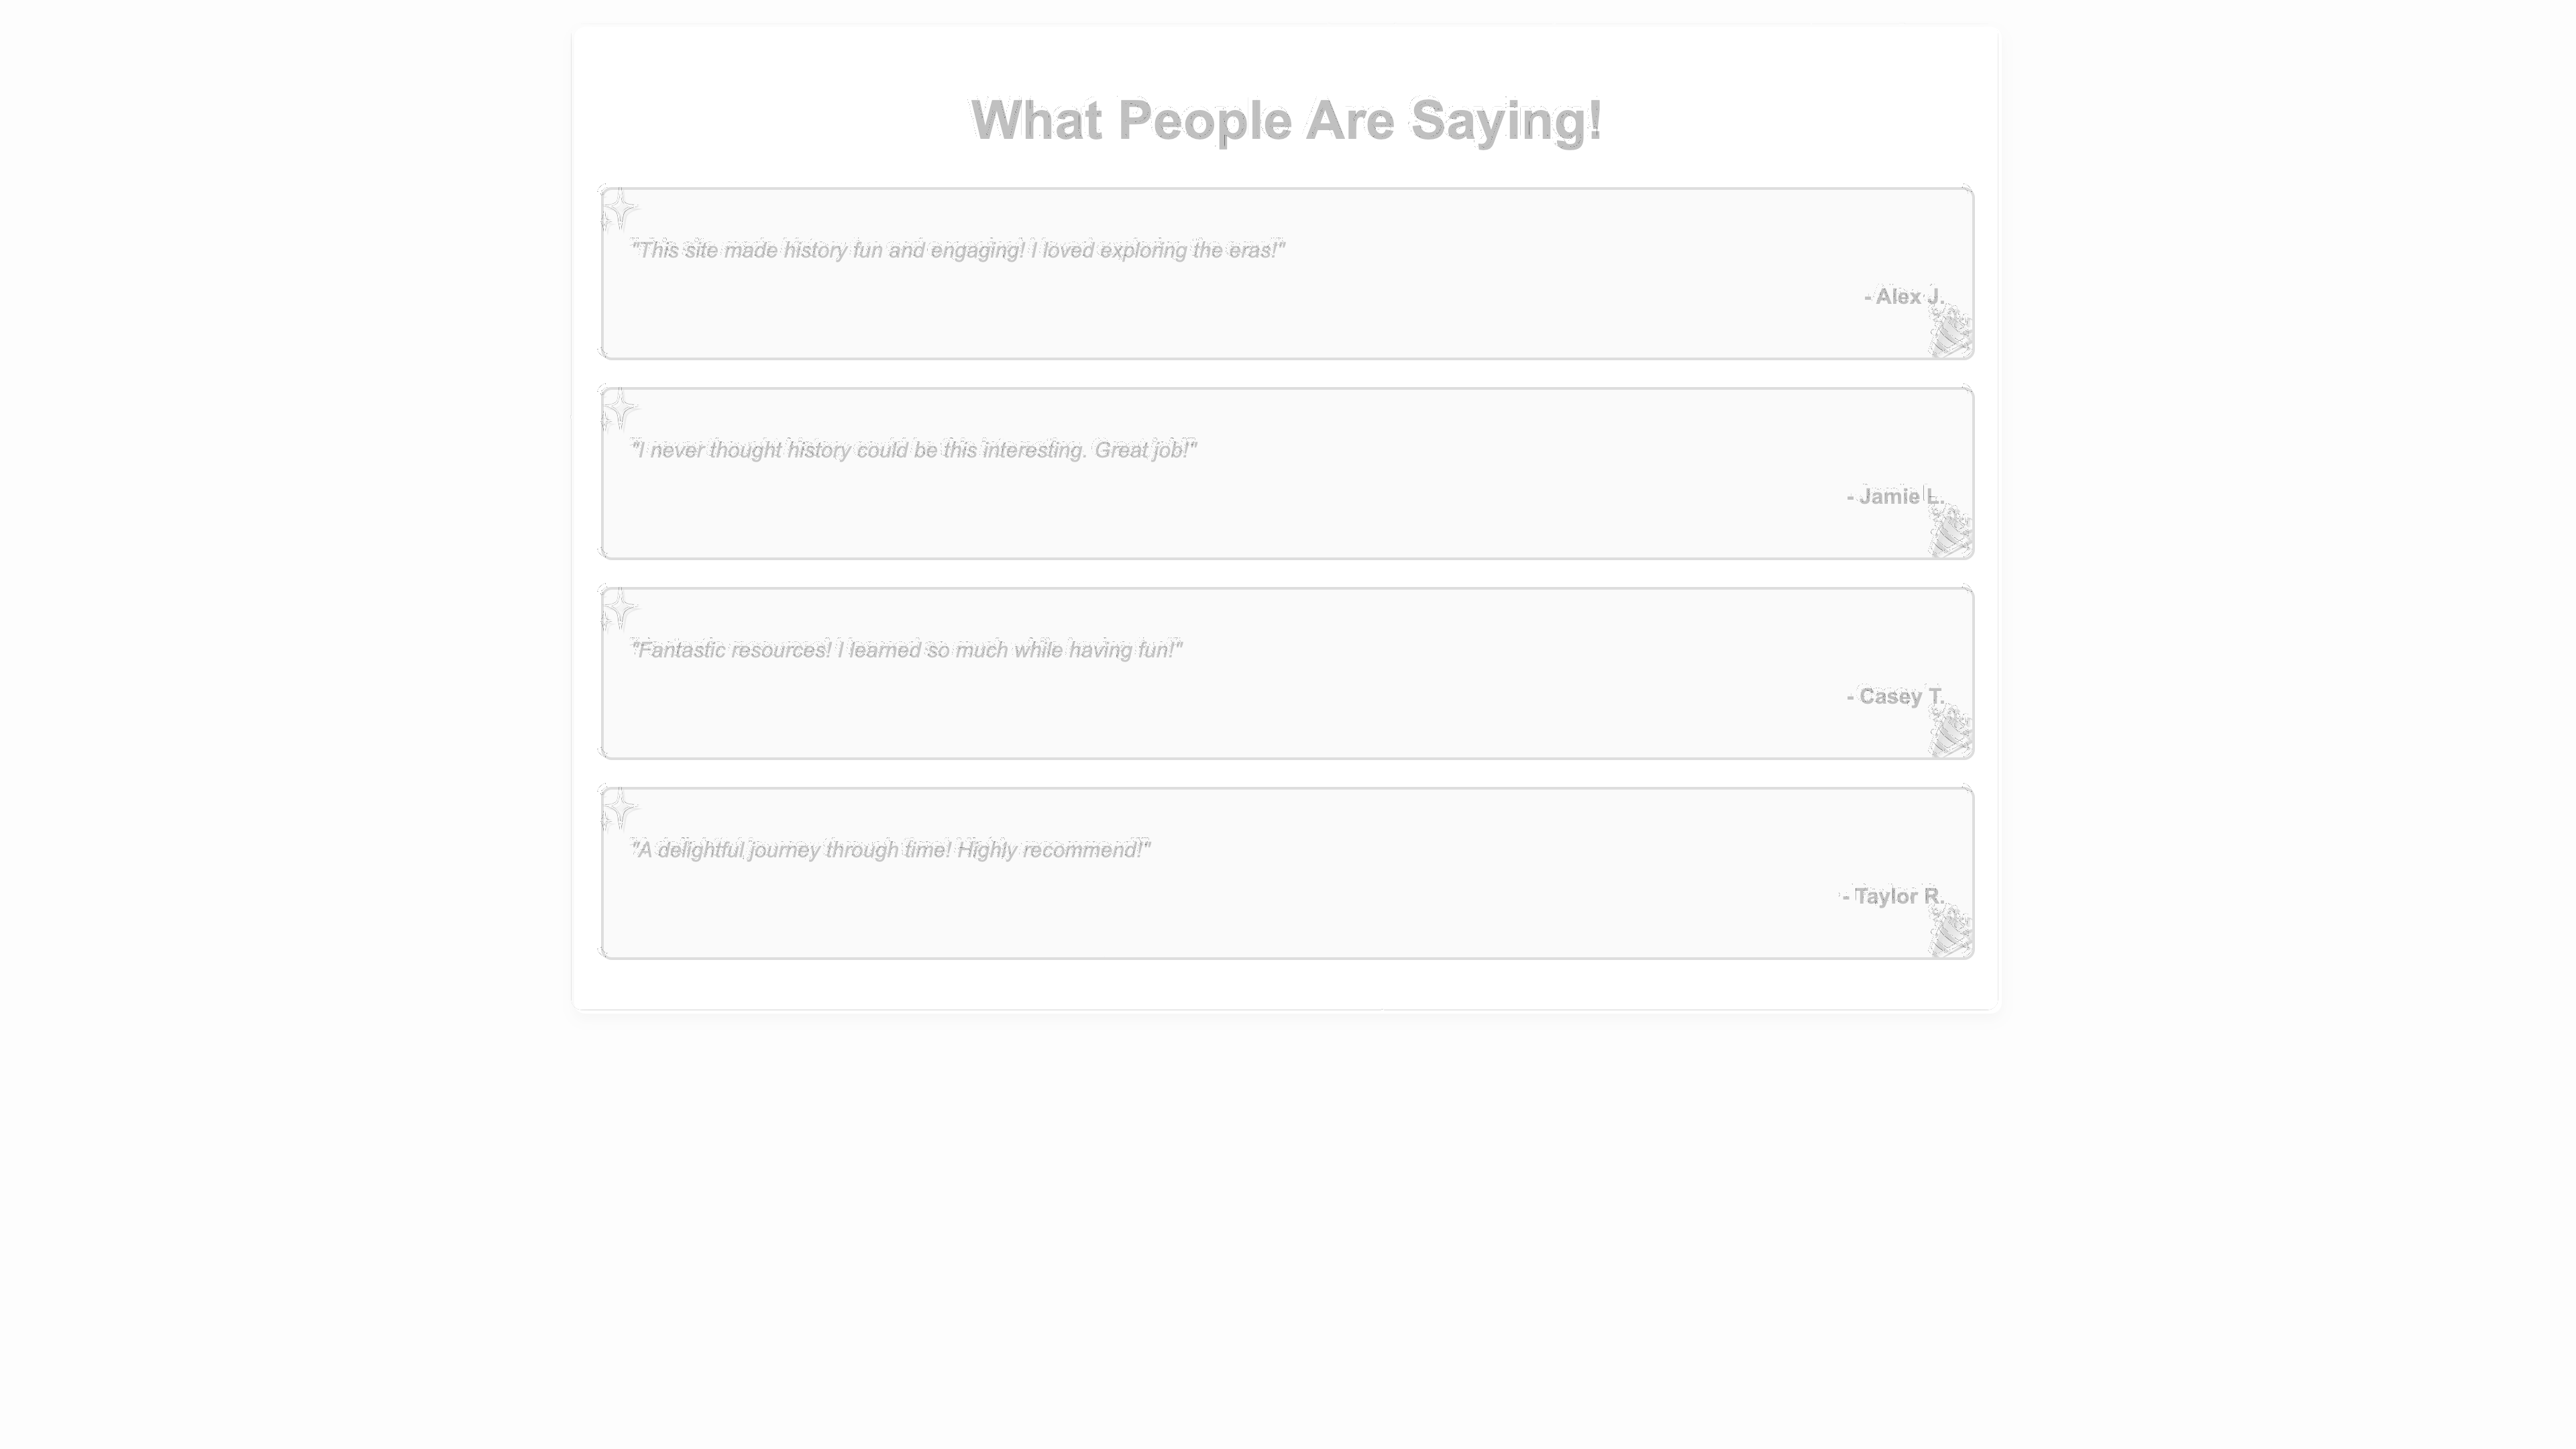 What People Are Saying!
"This site made history fun and engaging! I loved exploring the eras!"
- Alex J.
"I never thought history could be this interesting. Great job!"
- Jamie L.
"Fantastic resources! I learned so much while having fun!"
- Casey T.
"A delightful journey through time! Highly recommend!"
- Taylor R.